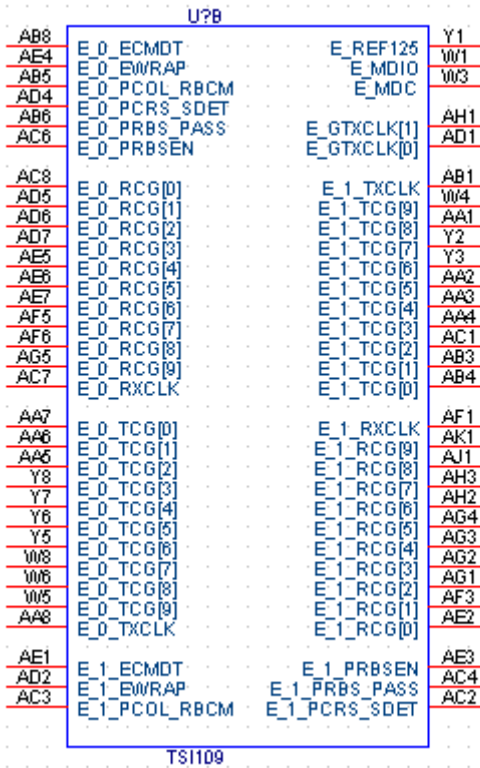 U?B
AB8 E_0_ECMDT E_REF125 Y1
AE4 E_0_EWRAP E_MDIO W1
AB5 E_0_PCOL_RBCM E_MDC W3
AD4 E_0_PCRS_SDET
AB6 E_0_PRBS_PASS E_GTXCLK[1] AH1
AC6 E_0_PRBSEN E_GTXCLK[0] AD1
AC8 E_0_RCG[0] E_1_TXCLK AB1
AD5 E_0_RCG[1] E_1_TCG[9] W4
AD6 E_0_RCG[2] E_1_TCG[8] AA1
AD7 E_0_RCG[3] E_1_TCG[7] Y2
AE5 E_0_RCG[4] E_1_TCG[6] Y3
AE6 E_0_RCG[5] E_1_TCG[5] AA2
AE7 E_0_RCG[6] E_1_TCG[4] AA3
AF5 E_0_RCG[7] E_1_TCG[3] AA4
AF6 E_0_RCG[8] E_1_TCG[2] AC1
AG5 E_0_RCG[9] E_1_TCG[1] AB3
AC7 E_0_RXCLK E_1_TCG[0] AB4
AA7 E_0_TCG[0] E_1_RXCLK AF1
AA6 E_0_TCG[1] E_1_RCG[9] AK1
AA5 E_0_TCG[2] E_1_RCG[8] AJ1
Y8 E_0_TCG[3] E_1_RCG[7] AH3
Y7 E_0_TCG[4] E_1_RCG[6] AH2
Y6 E_0_TCG[5] E_1_RCG[5] AG4
Y5 E_0_TCG[6] E_1_RCG[4] AG3
W8 E_0_TCG[7] E_1_RCG[3] AG2
W6 E_0_TCG[8] E_1_RCG[2] AG1
W5 E_0_TCG[9] E_1_RCG[1] AF3
AA8 E_0_TXCLK E_1_RCG[0] AE2
AE1 E_1_ECMDT E_1_PRBSEN AE3
AD2 E_1_EWRAP E_1_PRBS_PASS AC4
AC3 E_1_PCOL_RBCM E_1_PCRS_SDET AC2
TSI109